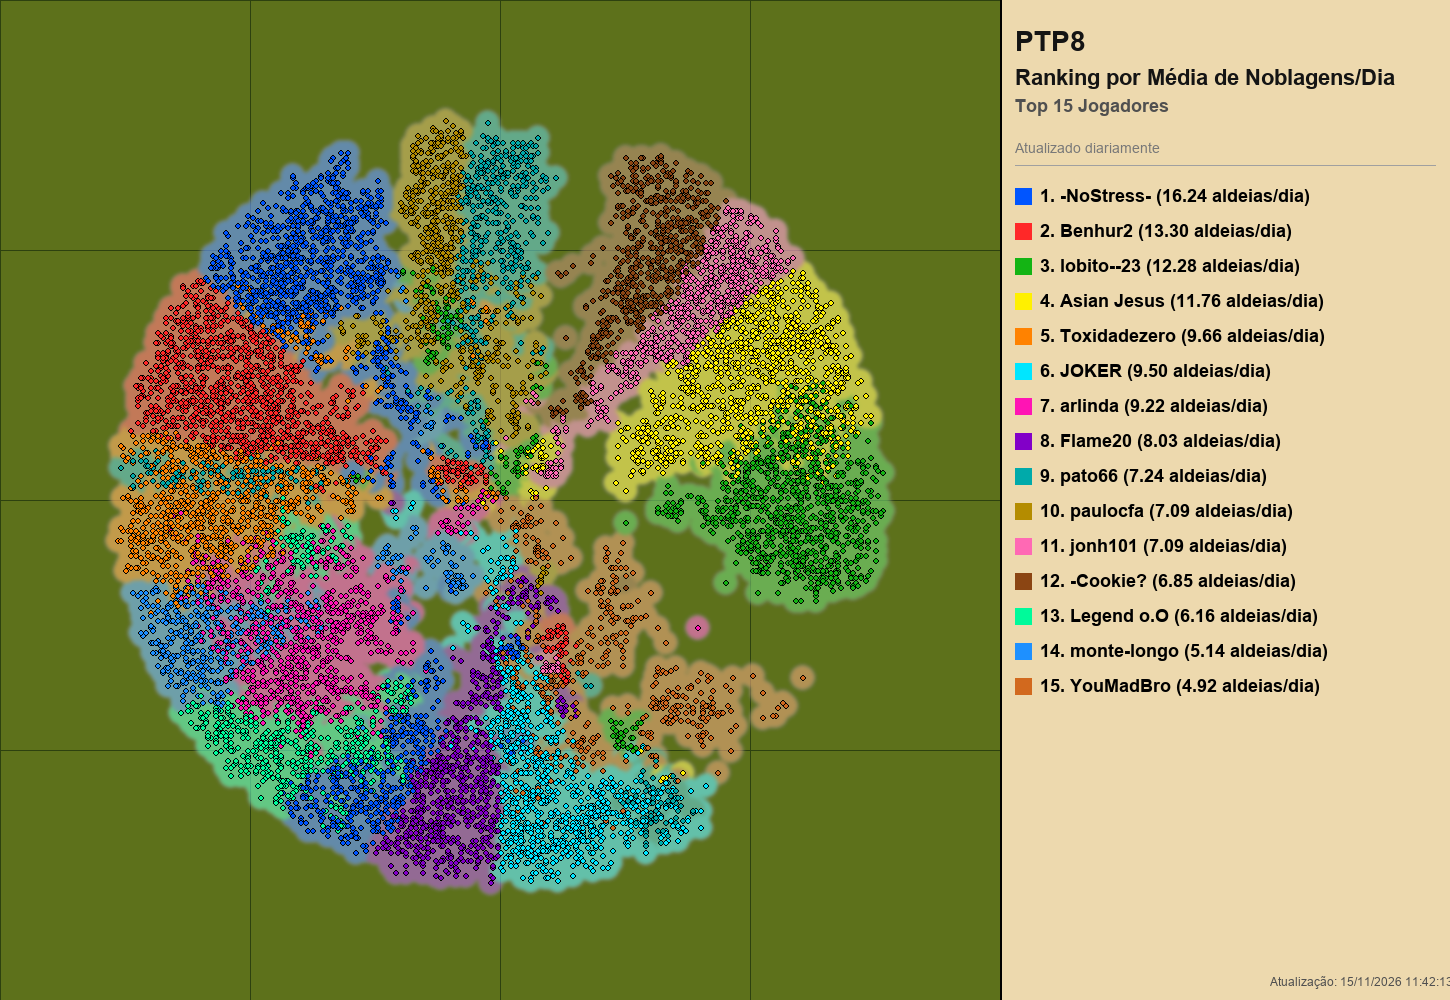 PTP8
Ranking por Média de Noblagens/Dia
Top 15 Jogadores
Atualizado diariamente
1. -NoStress- (16.24 aldeias/dia)
2. Benhur2 (13.30 aldeias/dia)
3. lobito--23 (12.28 aldeias/dia)
4. Asian Jesus (11.76 aldeias/dia)
5. Toxidadezero (9.66 aldeias/dia)
6. JOKER (9.50 aldeias/dia)
7. arlinda (9.22 aldeias/dia)
8. Flame20 (8.03 aldeias/dia)
9. pato66 (7.24 aldeias/dia)
10. paulocfa (7.09 aldeias/dia)
11. jonh101 (7.09 aldeias/dia)
12. -Cookie? (6.85 aldeias/dia)
13. Legend o.O (6.16 aldeias/dia)
14. monte-longo (5.14 aldeias/dia)
15. YouMadBro (4.92 aldeias/dia)
Atualização: 15/11/2026 11:42:13